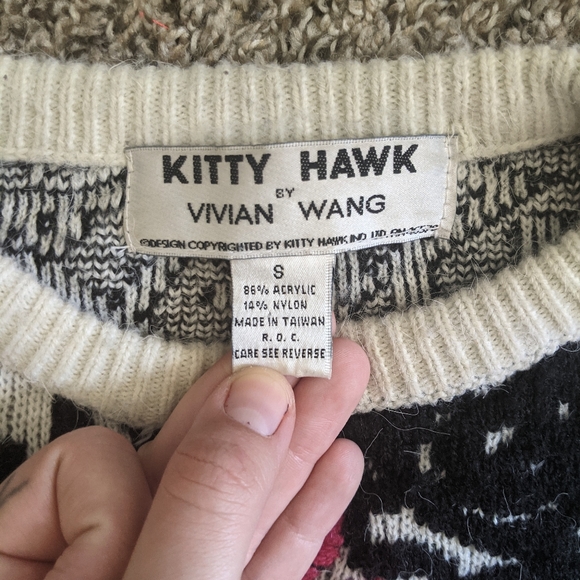 KITTY HAWK
BY
VIVIAN WANG
©DESIGN COPYRIGHTED BY KITTY HAWK IND. LTD.
S
86% ACRYLIC
14% NYLON
MADE IN TAIWAN
R. O. C.
CARE SEE REVERSE